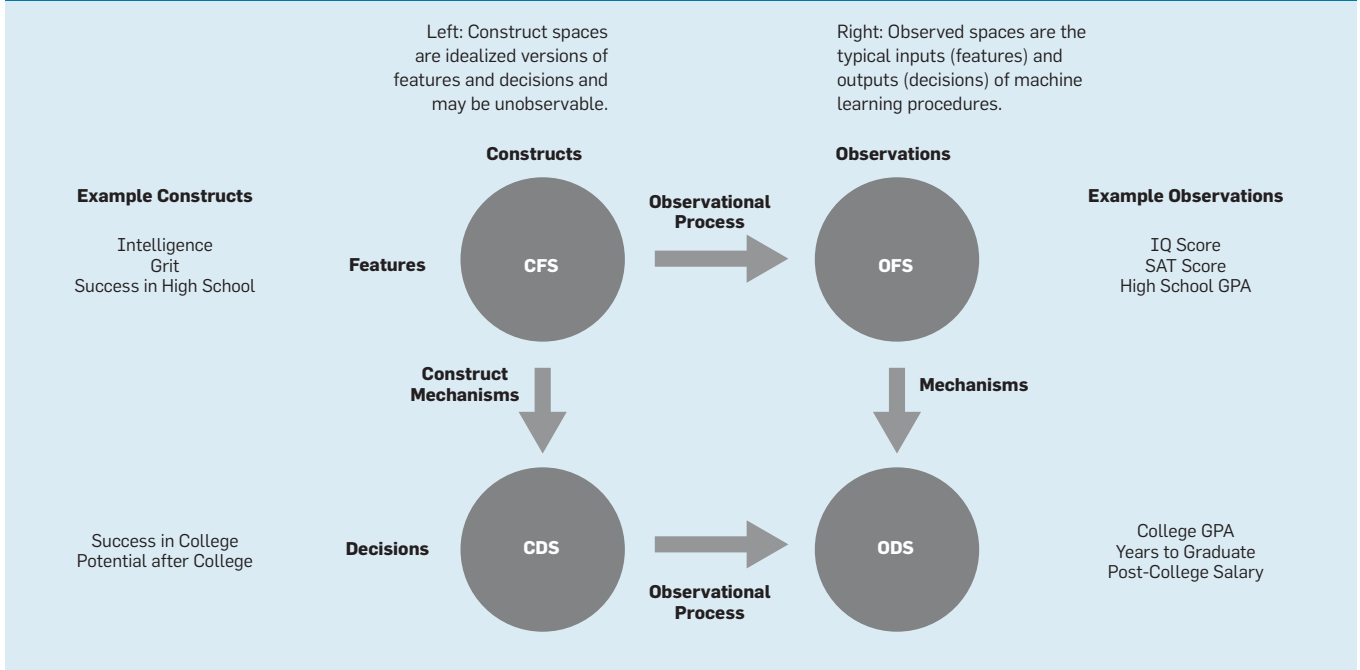 Left: Construct spaces
are idealized versions of
features and decisions and
may be unobservable.
Right: Observed spaces are the
typical inputs (features) and
outputs (decisions) of machine
learning procedures.
Constructs
Observations
Example Constructs
Intelligence
Grit
Success in High School
Features
CFS
Observational
Process
OFS
Example Observations
IQ Score
SAT Score
High School GPA
Construct
Mechanisms
Mechanisms
Success in College
Potential after College
Decisions
CDS
Observational
Process
ODS
College GPA
Years to Graduate
Post-College Salary